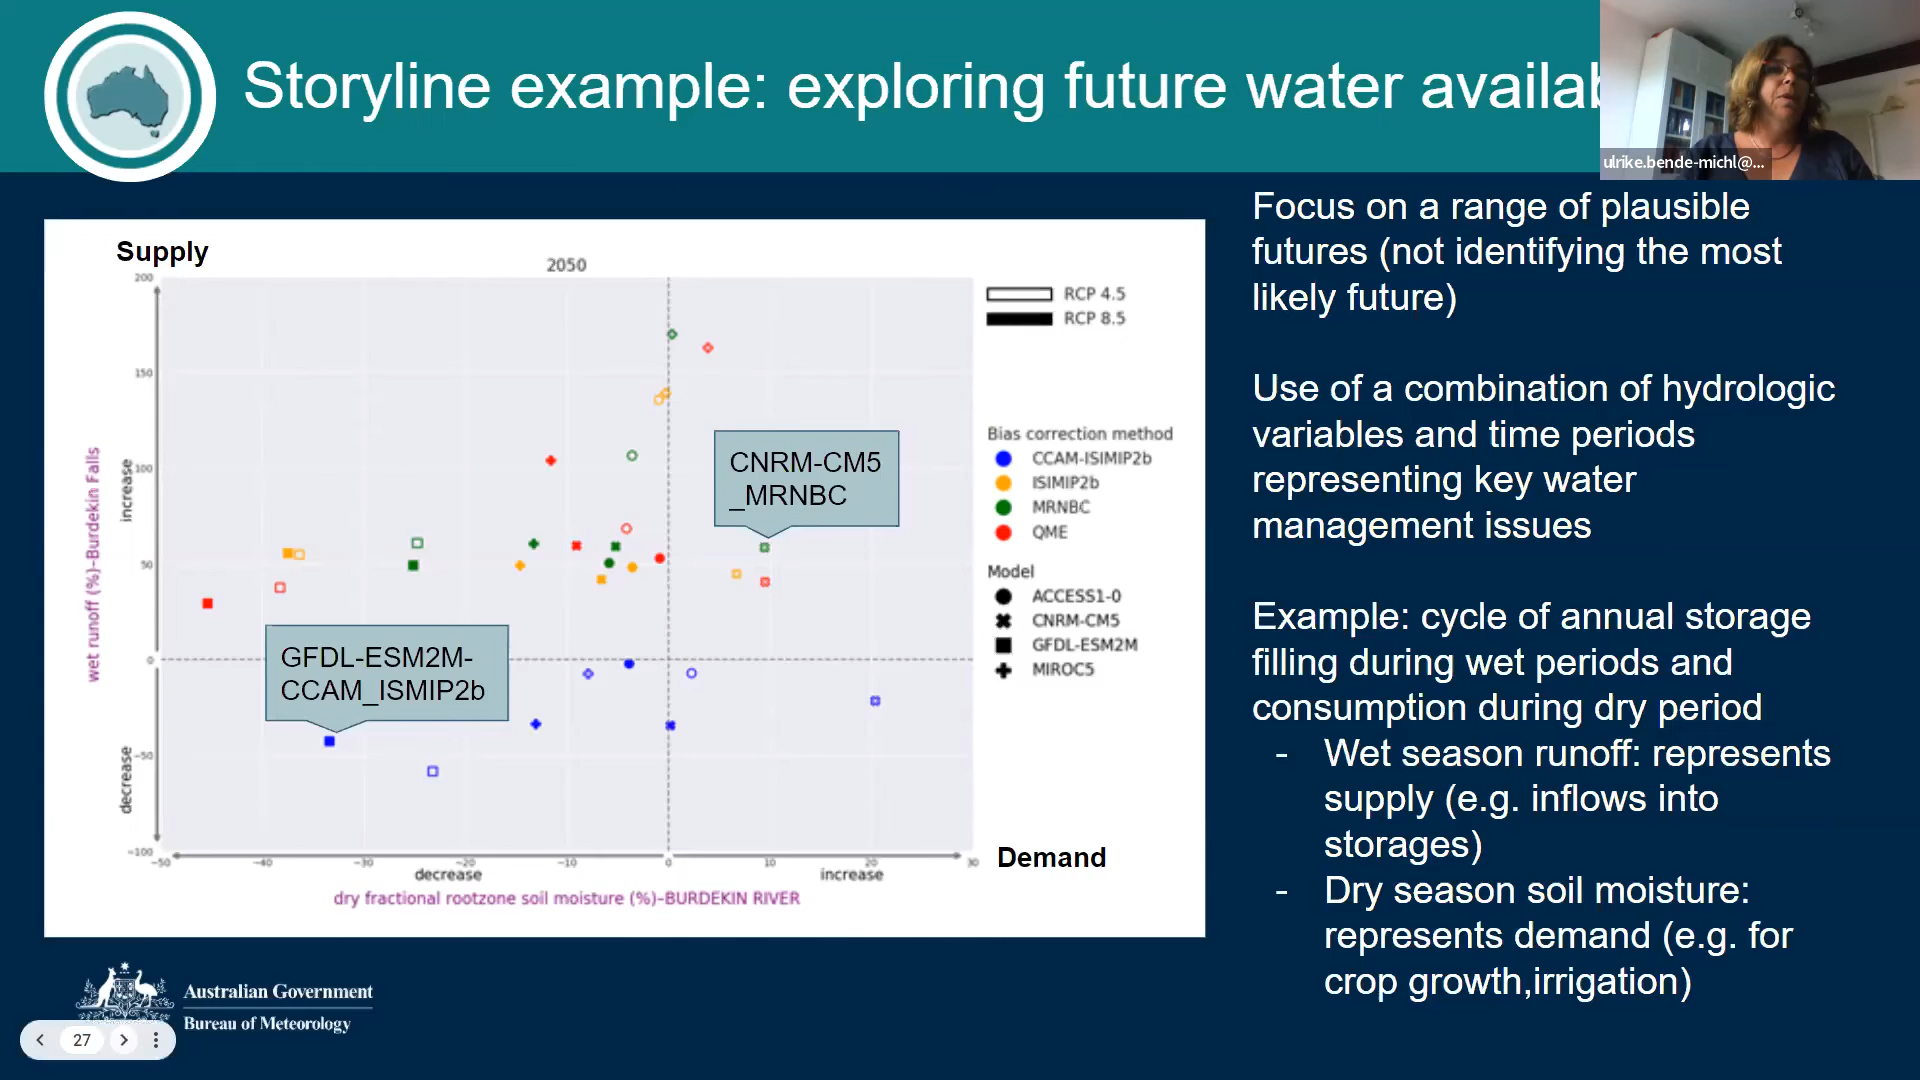 Storyline example: exploring future water availab
ulrike.bende-michl@...
Supply
2050
200
150
100
50
0
-50
-100
wet runoff (%)-Burdekin Falls
increase
decrease
CNRM-CM5
_MRNBC
GFDL-ESM2M-
CCAM_ISMIP2b
-50 -40 -30 -20 -10 0 10 20 30
decrease increase
dry fractional rootzone soil moisture (%)-BURDEKIN RIVER
Demand
RCP 4.5
RCP 8.5
Bias correction method
CCAM-ISIMIP2b
ISIMIP2b
MRNBC
QME
Model
ACCESS1-0
CNRM-CM5
GFDL-ESM2M
MIROC5
Focus on a range of plausible
futures (not identifying the most
likely future)
Use of a combination of hydrologic
variables and time periods
representing key water
management issues
Example: cycle of annual storage
filling during wet periods and
consumption during dry period
- Wet season runoff: represents
supply (e.g. inflows into
storages)
- Dry season soil moisture:
represents demand (e.g. for
crop growth,irrigation)
Australian Government
Bureau of Meteorology
27